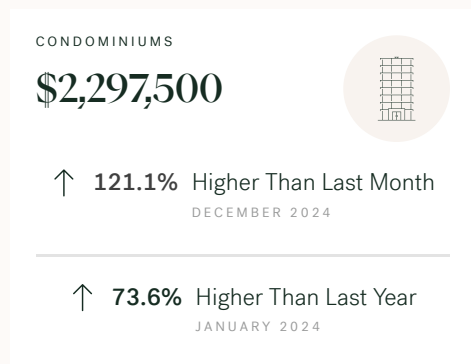 CONDOMINIUMS
$2,297,500
121.1% Higher Than Last Month
DECEMBER 2024
73.6% Higher Than Last Year
JANUARY 2024